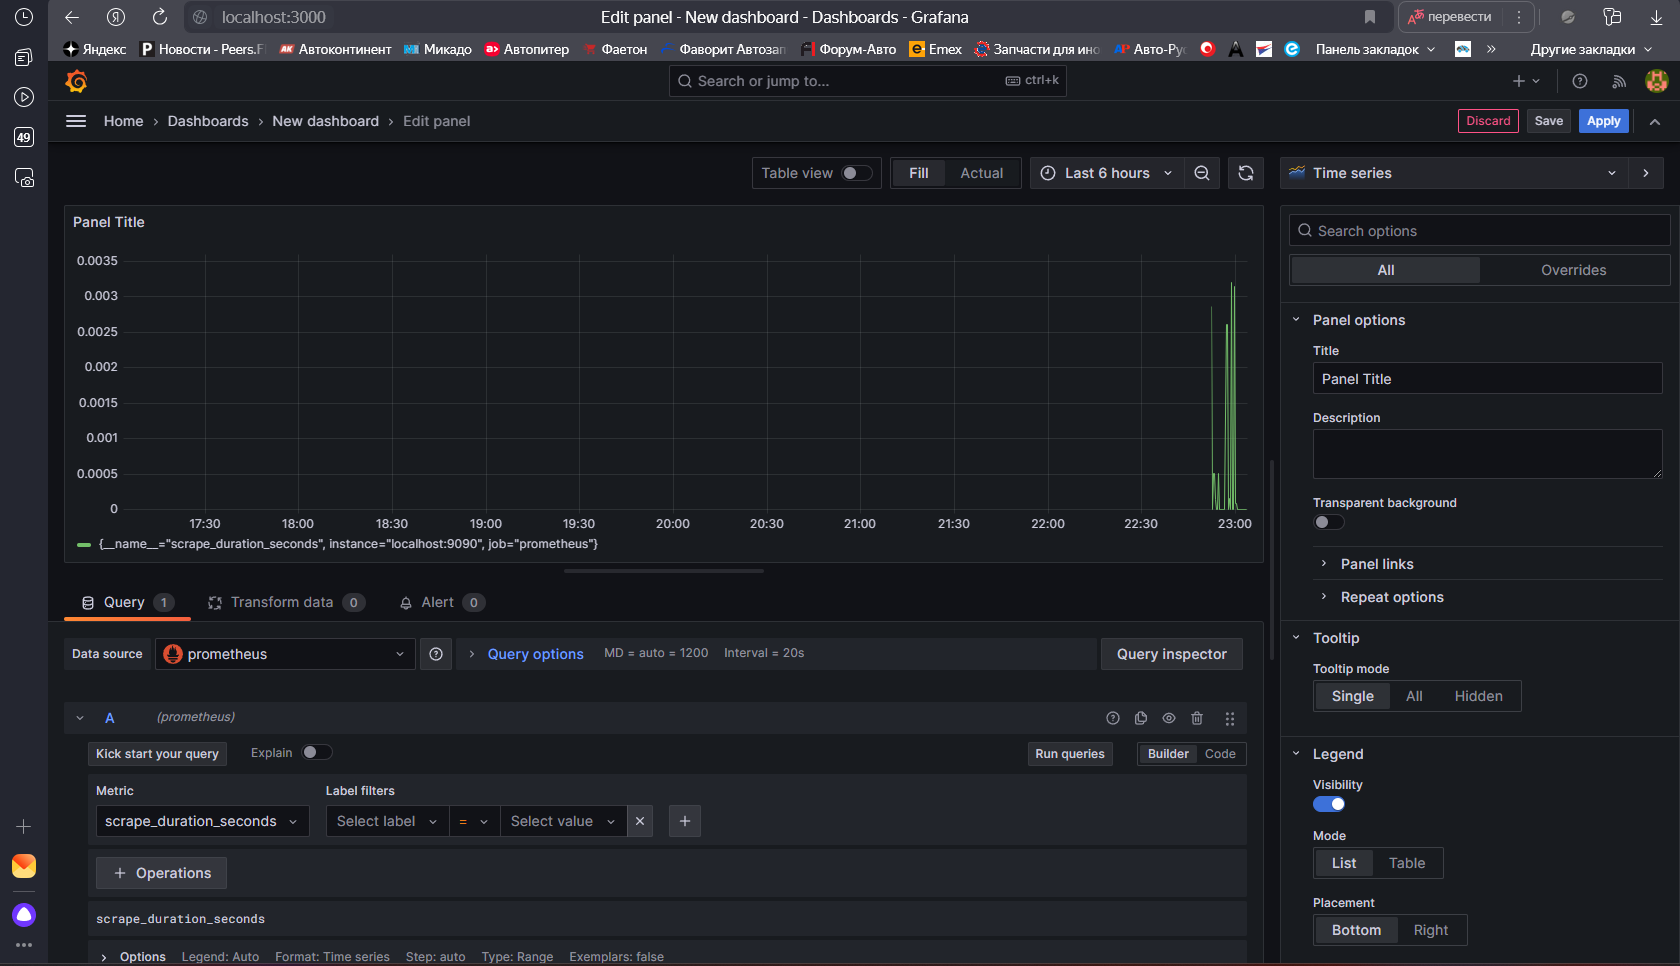 localhost:3000
Edit panel - New dashboard - Dashboards - Grafana
перевести
Яндекс
Новости - Peers.F
Автоконтинент
Микадо
Автопитер
Фаетон
Фаворит Автозап
Форум-Авто
Emex
Запчасти для ино
Авто-Рус
Панель закладок
»
Другие закладки
Search or jump to...
ctrl+k
Home › Dashboards › New dashboard › Edit panel
Discard
Save
Apply
49
Table view
Fill
Actual
Last 6 hours
Time series
Panel Title
0.0035
0.003
0.0025
0.002
0.0015
0.001
0.0005
0
17:30 18:00 18:30 19:00 19:30 20:00 20:30 21:00 21:30 22:00 22:30 23:00
{__name__="scrape_duration_seconds", instance="localhost:9090", job="prometheus"}
Query 1
Transform data 0
Alert 0
Data source
prometheus
Query options
MD = auto = 1200
Interval = 20s
Query inspector
A
(prometheus)
Kick start your query
Explain
Run queries
Builder
Code
Metric
Label filters
scrape_duration_seconds
Select label
=
Select value
+ Operations
scrape_duration_seconds
Options
Legend: Auto
Format: Time series
Step: auto
Type: Range
Exemplars: false
Search options
All
Overrides
Panel options
Title
Panel Title
Description
Transparent background
Panel links
Repeat options
Tooltip
Tooltip mode
Single
All
Hidden
Legend
Visibility
Mode
List
Table
Placement
Bottom
Right